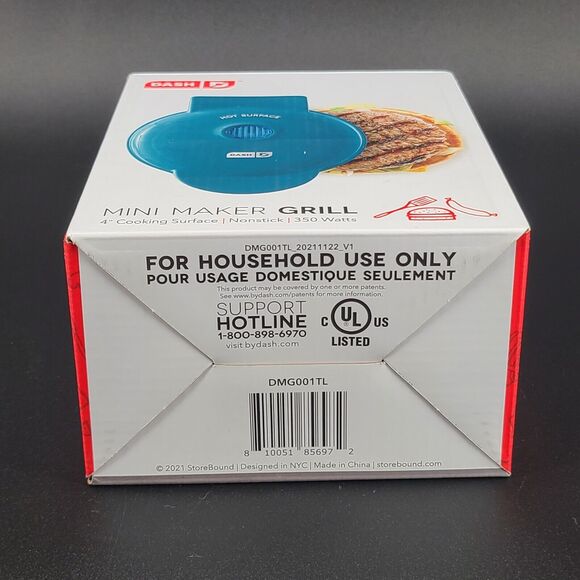 DASH D
HOT SURFACE
DASH D
MINI MAKER GRILL
4" Cooking Surface | Nonstick | 350 Watts
DMG001TL_20211122_V1
FOR HOUSEHOLD USE ONLY
POUR USAGE DOMESTIQUE SEULEMENT
This product may be covered by one or more patents.
See www.bydash.com/patents for more information.
SUPPORT
HOTLINE
1-800-898-6970
visit bydash.com
C UL US
LISTED
DMG001TL
8 10051 85697 2
© 2021 StoreBound | Designed in NYC | Made in China | storebound.com